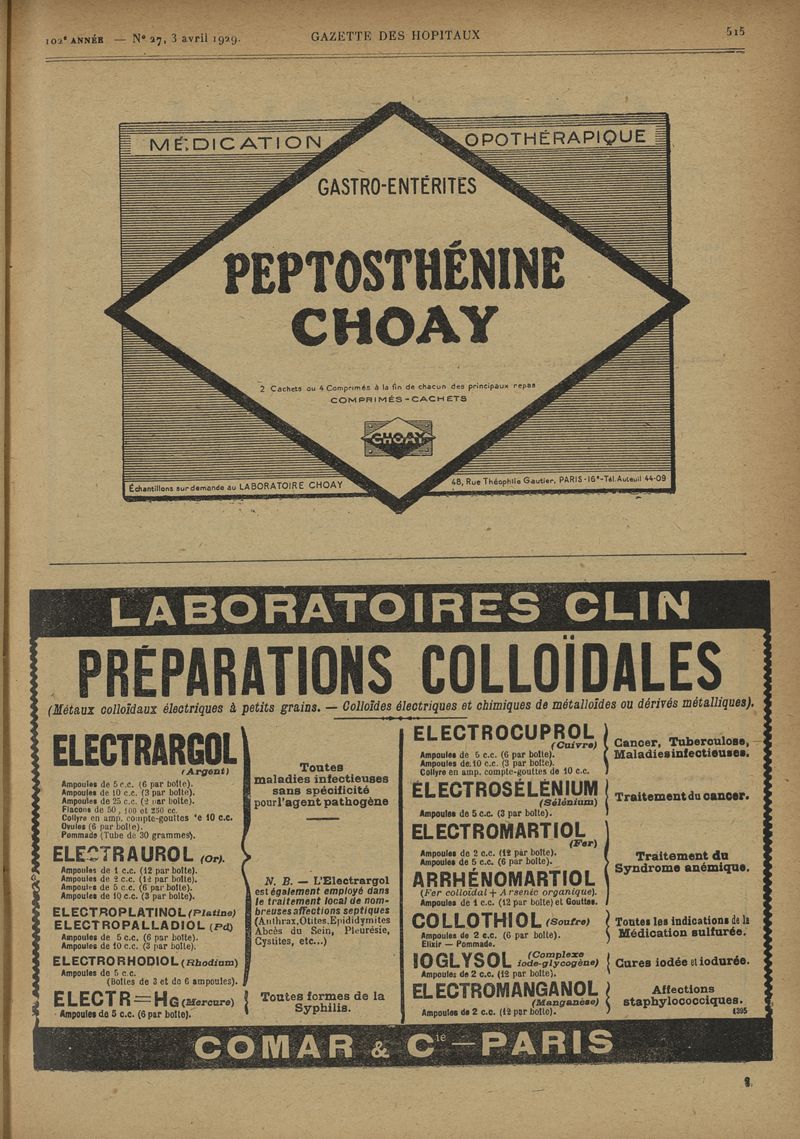 102e ANNÉE — No 27, 3 avril 1929.
GAZETTE DES HOPITAUX
515
MÉDICATION
OPOTHÉRAPIQUE
GASTRO-ENTÉRITES
PEPTOSTHÉNINE
CHOAY
2 Cachets ou 4 Comprimés à la fin de chacun des principaux repas
COMPRIMÉS - CACHETS
CHOAY
Échantillons sur demande au LABORATOIRE CHOAY
48, Rue Théophile Gautier, PARIS-16e-Tél. Auteuil 44-09
LABORATOIRES CLIN
PRÉPARATIONS COLLOÏDALES
(Métaux colloïdaux électriques à petits grains. — Colloïdes électriques et chimiques de métalloïdes ou dérivés métalliques).
ELECTRARGOL
(Argent)
Ampoules de 5 c.c. (6 par boîte).
Ampoules de 10 c.c. (3 par boîte).
Ampoules de 25 c.c. (2 par boîte).
Flacons de 50, 100 et 250 cc.
Collyre en amp. compte-gouttes de 10 c.c.
Ovules (6 par boîte).
Pommade (Tube de 30 grammes).
ELECTRAUROL (Or).
Ampoules de 1 c.c. (12 par boîte).
Ampoules de 2 c.c. (12 par boîte).
Ampoules de 5 c.c. (6 par boîte).
Ampoules de 10 c.c. (3 par boîte).
ELECTROPLATINOL (Platine)
ELECTROPALLADIOL (Pd)
Ampoules de 5 c.c. (6 par boîte).
Ampoules de 10 c.c. (3 par boîte).
ELECTRORHODIOL (Rhodium)
Ampoules de 5 c.c.
(Boîtes de 3 et de 6 ampoules).
Toutes
maladies infectieuses
sans spécificité
pour l'agent pathogène
N. B. — L'Electrargol
est également employé dans
le traitement local de nom-
breuses affections septiques
(Anthrax, Otites, Epididymites
Abcès du Sein, Pleurésie,
Cystites, etc...)
ELECTR=Hg (Mercure)
Ampoules de 5 c.c. (6 par boîte).
Toutes formes de la
Syphilis.
ELECTROCUPROL
(Cuivre)
Ampoules de 5 c.c. (6 par boîte).
Ampoules de 10 c.c. (3 par boîte).
Collyre en amp. compte-gouttes de 10 c.c.
Cancer, Tuberculose,
Maladies infectieuses.
ELECTROSÉLÉNIUM
(Sélénium)
Ampoules de 5 c.c. (3 par boîte).
Traitement du cancer.
ELECTROMARTIOL
(Fer)
Ampoules de 2 c.c. (12 par boîte).
Ampoules de 5 c.c. (6 par boîte).
ARRHÉNOMARTIOL
(Fer colloïdal + Arsenic organique).
Ampoules de 1 c.c. (12 par boîte) et Gouttes.
Traitement du
Syndrome anémique.
COLLOTHIOL (Soufre)
Ampoules de 2 c.c. (6 par boîte).
Elixir — Pommade.
Toutes les indications de la
Médication sulfurée.
IOGLYSOL (Complexe
iode-glycogène)
Ampoules de 2 c.c. (12 par boîte).
Cures iodée et iodurée.
ELECTROMANGANOL
(Manganèse)
Ampoules de 2 c.c. (12 par boîte).
Affections
staphylococciques.
1395
COMAR & Cie — PARIS